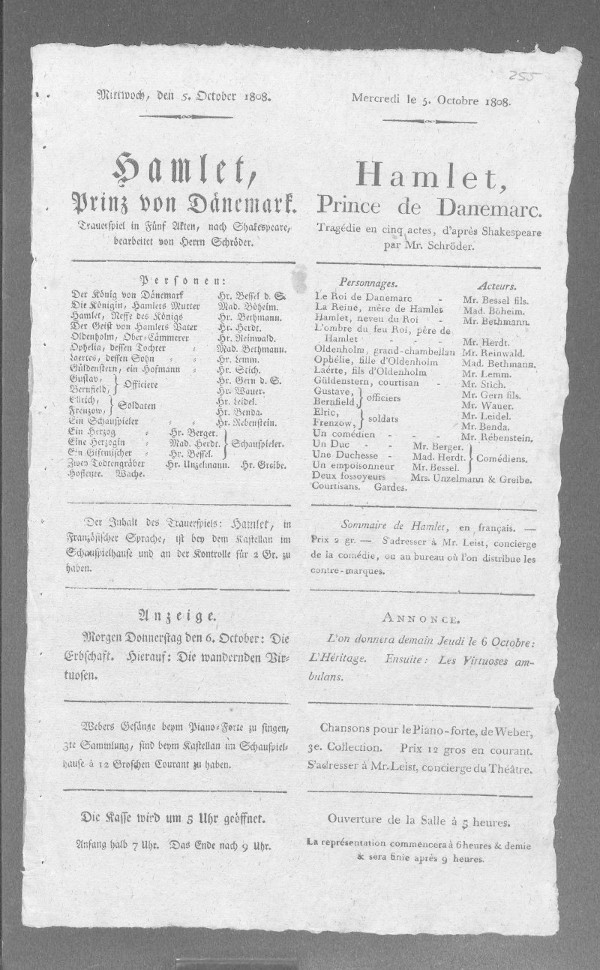 255
Mittwoch, den 5. October 1808.
Hamlet,
Prinz von Dänemark.
Trauerspiel in Fünf Akten, nach Shakespeare,
bearbeitet von Herrn Schröder.
Personen:
Der König von Dänemark Hr. Bessel d. S.
Die Königin, Hamlets Mutter Mad. Böheim.
Hamlet, Neffe des Königs Hr. Bethmann.
Der Geist von Hamlets Vater Hr. Herdt.
Oldenholm, Ober-Cämmerer Hr. Reinwald.
Ophelia, dessen Tochter Mad. Bethmann.
Laertes, dessen Sohn Hr. Lemm.
Güldenstern, ein Hofmann Hr. Stich.
Gustav, } Officiere Hr. Gern d. S.
Bernfield, Hr. Wauer.
Ellrich, } Soldaten Hr. Leidel.
Frenzow, Hr. Benda.
Ein Schauspieler Hr. Rebenstein.
Ein Herzog Hr. Berger.
Eine Herzogin Mad. Herdt. } Schauspieler.
Ein Giftmischer Hr. Bessel.
Zwei Todtengräber Hr. Unzelmann. Hr. Greibe.
Hofleute. Wache.
Der Inhalt des Trauerspiels: Hamlet, in
Französischer Sprache, ist bey dem Kastellan im
Schauspielhause und an der Kontrolle für 2 Gr. zu
haben.
Anzeige.
Morgen Donnerstag den 6. October: Die
Erbschaft. Hierauf: Die wandernden Vir-
tuosen.
Webers Gesänge beym Piano-Forte zu singen,
3te Sammlung, sind beym Kastellan im Schauspiel-
hause à 12 Groschen Courant zu haben.
Die Kasse wird um 5 Uhr geöffnet.
Anfang halb 7 Uhr. Das Ende nach 9 Uhr.
Mercredi le 5. Octobre 1808.
Hamlet,
Prince de Danemarc.
Tragédie en cinq actes, d'après Shakespeare
par Mr. Schröder.
Personnages. Acteurs.
Le Roi de Danemarc - Mr. Bessel fils.
La Reine, mère de Hamlet Mad. Böheim.
Hamlet, neveu du Roi - Mr. Bethmann.
L'ombre du feu Roi, père de
Hamlet - - - Mr. Herdt.
Oldenholm, grand-chambellan Mr. Reinwald.
Ophélie, fille d'Oldenholm Mad. Bethmann.
Laërte, fils d'Oldenholm Mr. Lemm.
Güldenstern, courtisan - Mr. Stich.
Gustave, } officiers Mr. Gern fils.
Bernfield Mr. Wauer.
Elric, } soldats Mr. Leidel.
Frenzow, Mr. Benda.
Un comédien - - Mr. Rébenstein.
Un Duc - - Mr. Berger.
Une Duchesse - Mad. Herdt. } Comédiens.
Un empoisonneur Mr. Bessel.
Deux fossoyeurs Mrs. Unzelmann & Greibe.
Courtisans. Gardes.
Sommaire de Hamlet, en français. —
Prix 2 gr. — S'adresser à Mr. Leist, concierge
de la comédie, ou au bureau où l'on distribue les
contre-marques.
ANNONCE.
L'on donnera demain Jeudi le 6 Octobre:
L'Héritage. Ensuite: Les Virtuoses am-
bulans.
Chansons pour le Piano-forte, de Weber,
3e. Collection. Prix 12 gros en courant.
S'adresser à Mr. Leist, concierge du Théâtre.
Ouverture de la Salle à 5 heures.
La représentation commencera à 6 heures & demie
& sera finie après 9 heures.